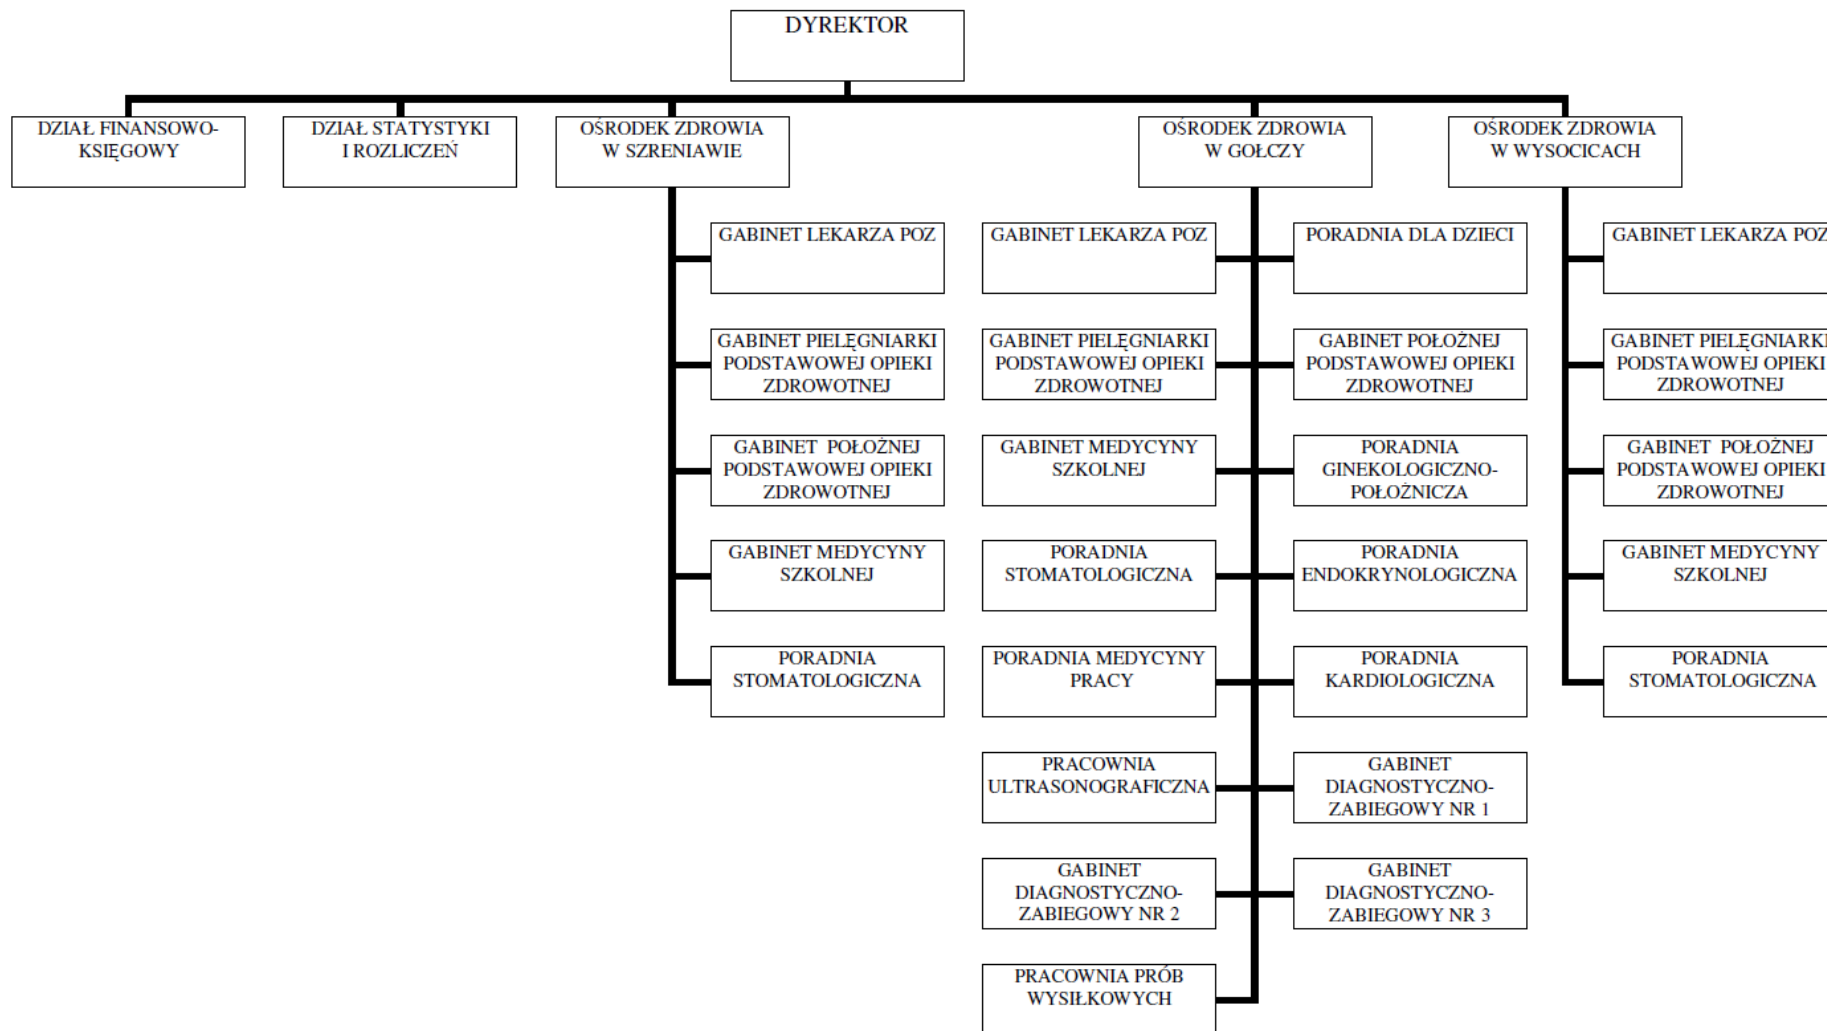 DYREKTOR
DZIAŁ FINANSOWO-
KSIĘGOWY
DZIAŁ STATYSTYKI
I ROZLICZEŃ
OŚRODEK ZDROWIA
W SZRENIAWIE
OŚRODEK ZDROWIA
W GOŁCZY
OŚRODEK ZDROWIA
W WYSOCICACH
GABINET LEKARZA POZ
GABINET PIELĘGNIARKI
PODSTAWOWEJ OPIEKI
ZDROWOTNEJ
GABINET POŁOŻNEJ
PODSTAWOWEJ OPIEKI
ZDROWOTNEJ
GABINET MEDYCYNY
SZKOLNEJ
PORADNIA
STOMATOLOGICZNA
GABINET LEKARZA POZ
PORADNIA DLA DZIECI
GABINET PIELĘGNIARKI
PODSTAWOWEJ OPIEKI
ZDROWOTNEJ
GABINET POŁOŻNEJ
PODSTAWOWEJ OPIEKI
ZDROWOTNEJ
GABINET MEDYCYNY
SZKOLNEJ
PORADNIA
GINEKOLOGICZNO-
POŁOŻNICZA
PORADNIA
STOMATOLOGICZNA
PORADNIA
ENDOKRYNOLOGICZNA
PORADNIA MEDYCYNY
PRACY
PORADNIA
KARDIOLOGICZNA
PRACOWNIA
ULTRASONOGRAFICZNA
GABINET
DIAGNOSTYCZNO-
ZABIEGOWY NR 1
GABINET
DIAGNOSTYCZNO-
ZABIEGOWY NR 2
GABINET
DIAGNOSTYCZNO-
ZABIEGOWY NR 3
PRACOWNIA PRÓB
WYSIŁKOWYCH
GABINET LEKARZA POZ
GABINET PIELĘGNIARKI
PODSTAWOWEJ OPIEKI
ZDROWOTNEJ
GABINET POŁOŻNEJ
PODSTAWOWEJ OPIEKI
ZDROWOTNEJ
GABINET MEDYCYNY
SZKOLNEJ
PORADNIA
STOMATOLOGICZNA